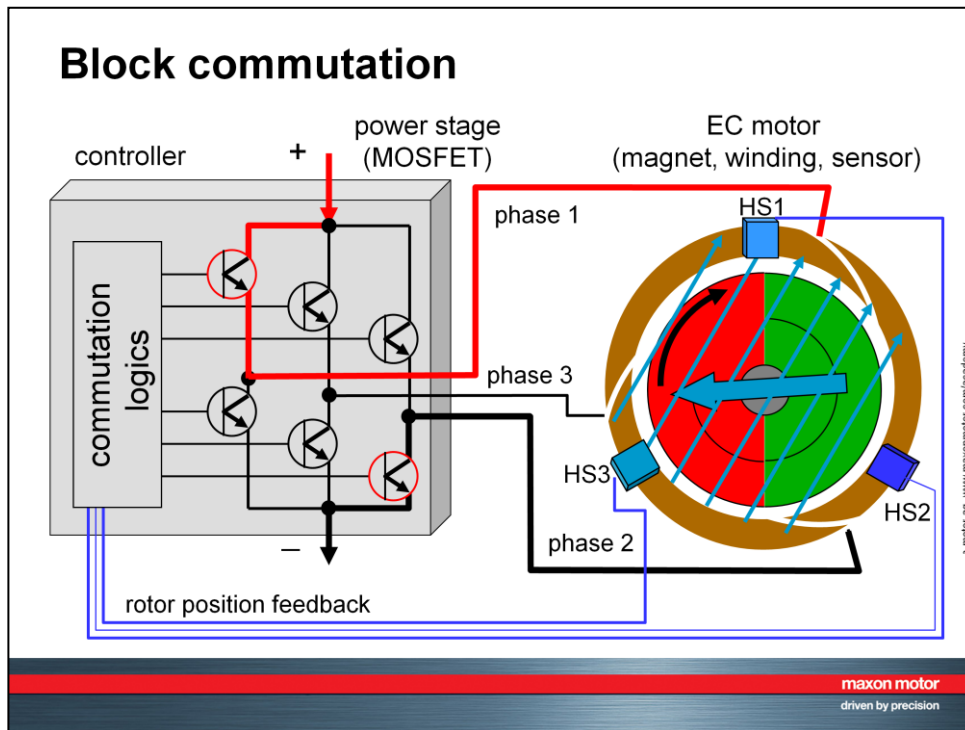 Block commutation
controller
+
power stage
(MOSFET)
EC motor
(magnet, winding, sensor)
phase 1
HS1
commutation
logics
phase 3
HS3
HS2
phase 2
–
rotor position feedback
maxon motor
driven by precision